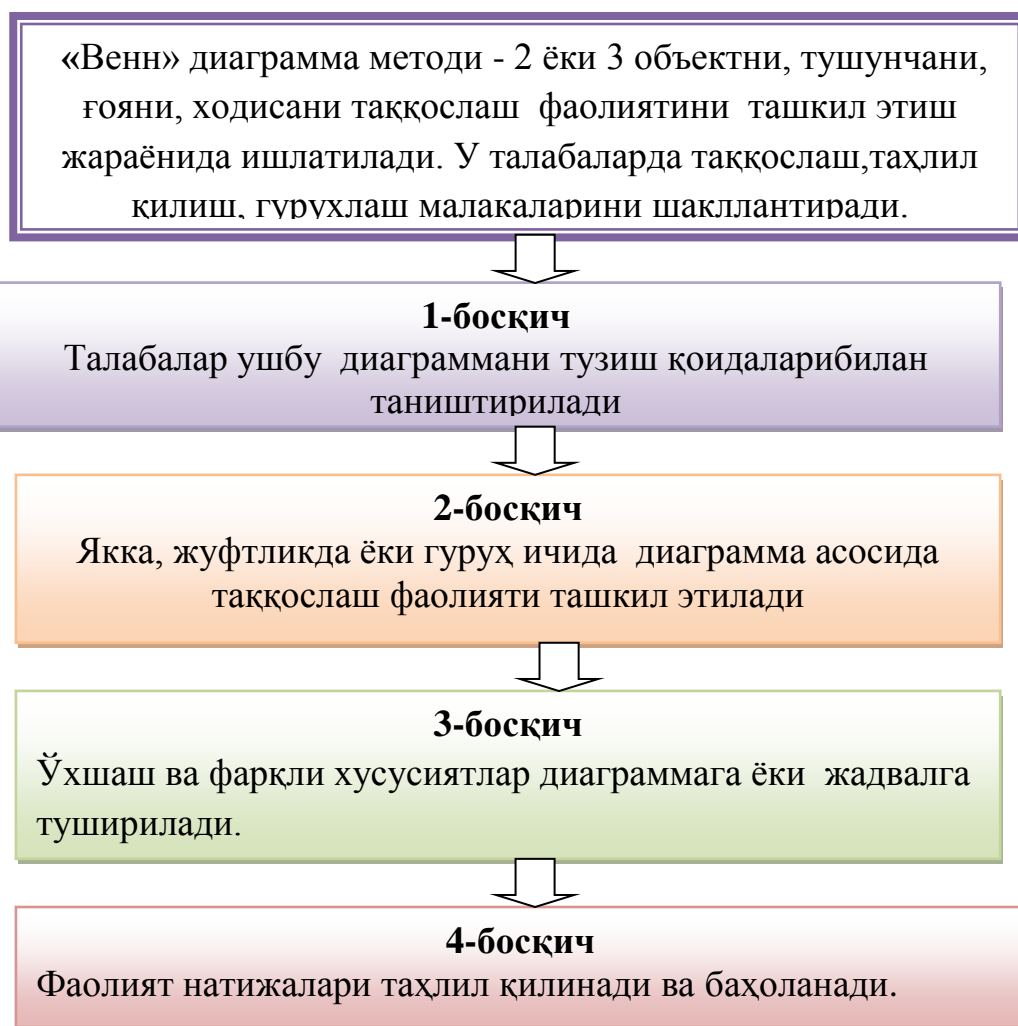 «Венн» диаграмма методи - 2 ёки 3 объектни, тушунчани,
ғояни, ходисани таққослаш фаолиятини ташкил этиш
жараёнида ишлатилади. У талабаларда таққослаш,таҳлил
қилиш, гурухлаш малакаларини шакллантиради.
1-босқич
Талабалар ушбу диаграммани тузиш қоидаларибилан
таништирилади
2-босқич
Якка, жуфтликда ёки гуруҳ ичида диаграмма асосида
таққослаш фаолияти ташкил этилади
3-босқич
Ўхшаш ва фарқли хусусиятлар диаграммага ёки жадвалга
туширилади.
4-босқич
Фаолият натижалари таҳлил қилинади ва баҳоланади.